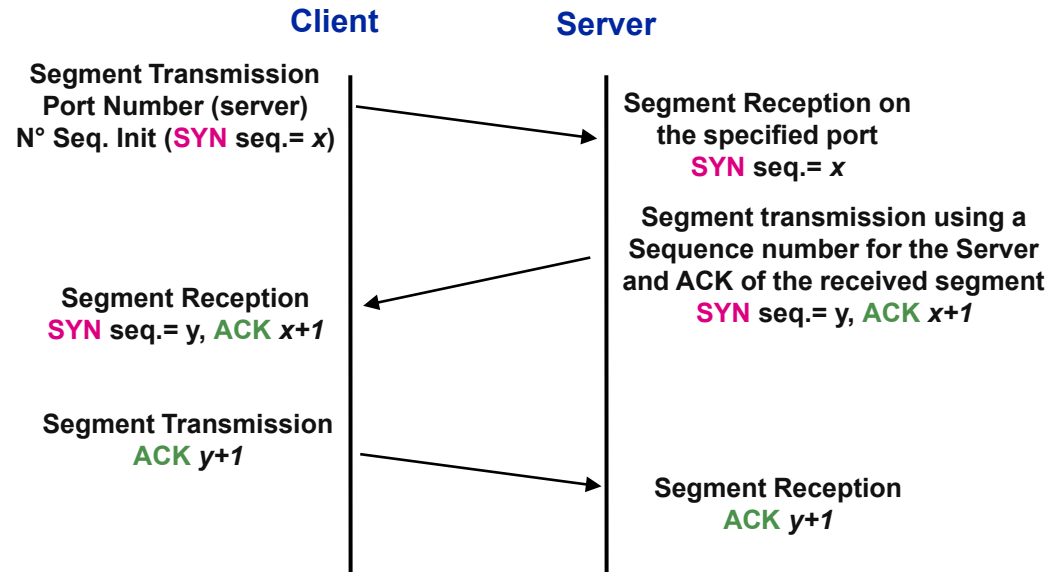 Client
Server
Segment Transmission
Port Number (server)
N° Seq. Init (SYN seq.= x)
Segment Reception on
the specified port
SYN seq.= x
Segment transmission using a
Sequence number for the Server
and ACK of the received segment
SYN seq.= y, ACK x+1
Segment Reception
SYN seq.= y, ACK x+1
Segment Transmission
ACK y+1
Segment Reception
ACK y+1